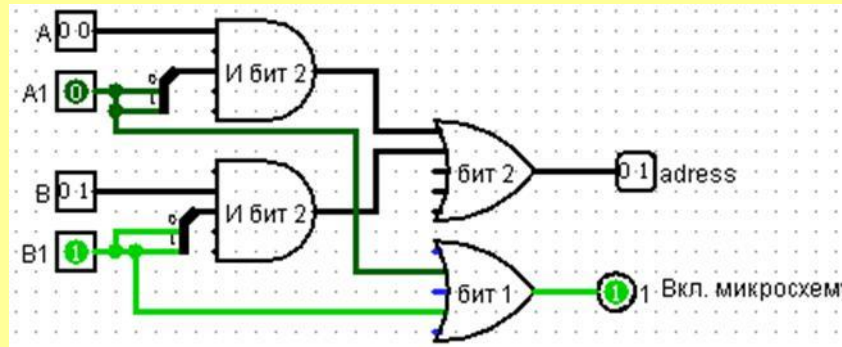 A 0 0
И бит 2
A1 0
0
1
бит 2
0 1 adress
B 0 1
И бит 2
B1 1
0
1
бит 1
1 1 Вкл. микросхем